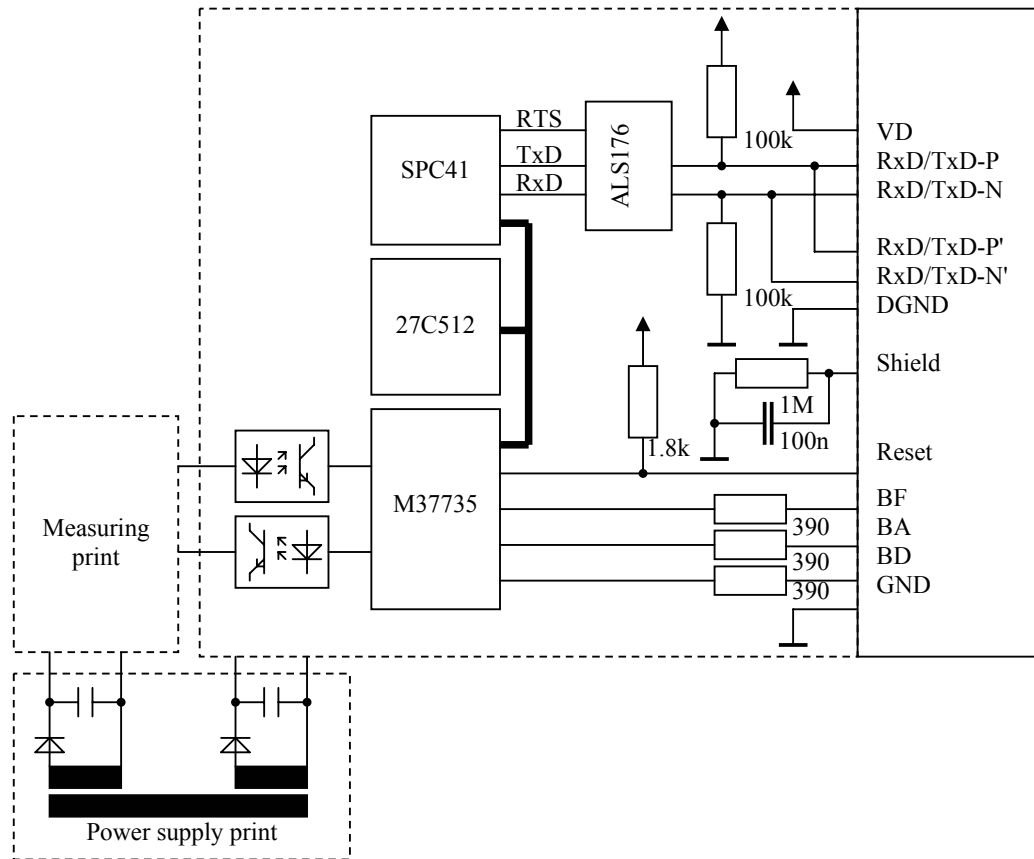 RTS
TxD
RxD
SPC41
ALS176
100k
VD
RxD/TxD-P
RxD/TxD-N
RxD/TxD-P'
RxD/TxD-N'
DGND
100k
27C512
Shield
1M
100n
1.8k
Reset
M37735
BF
390
BA
390
BD
390
GND
Measuring
print
Power supply print